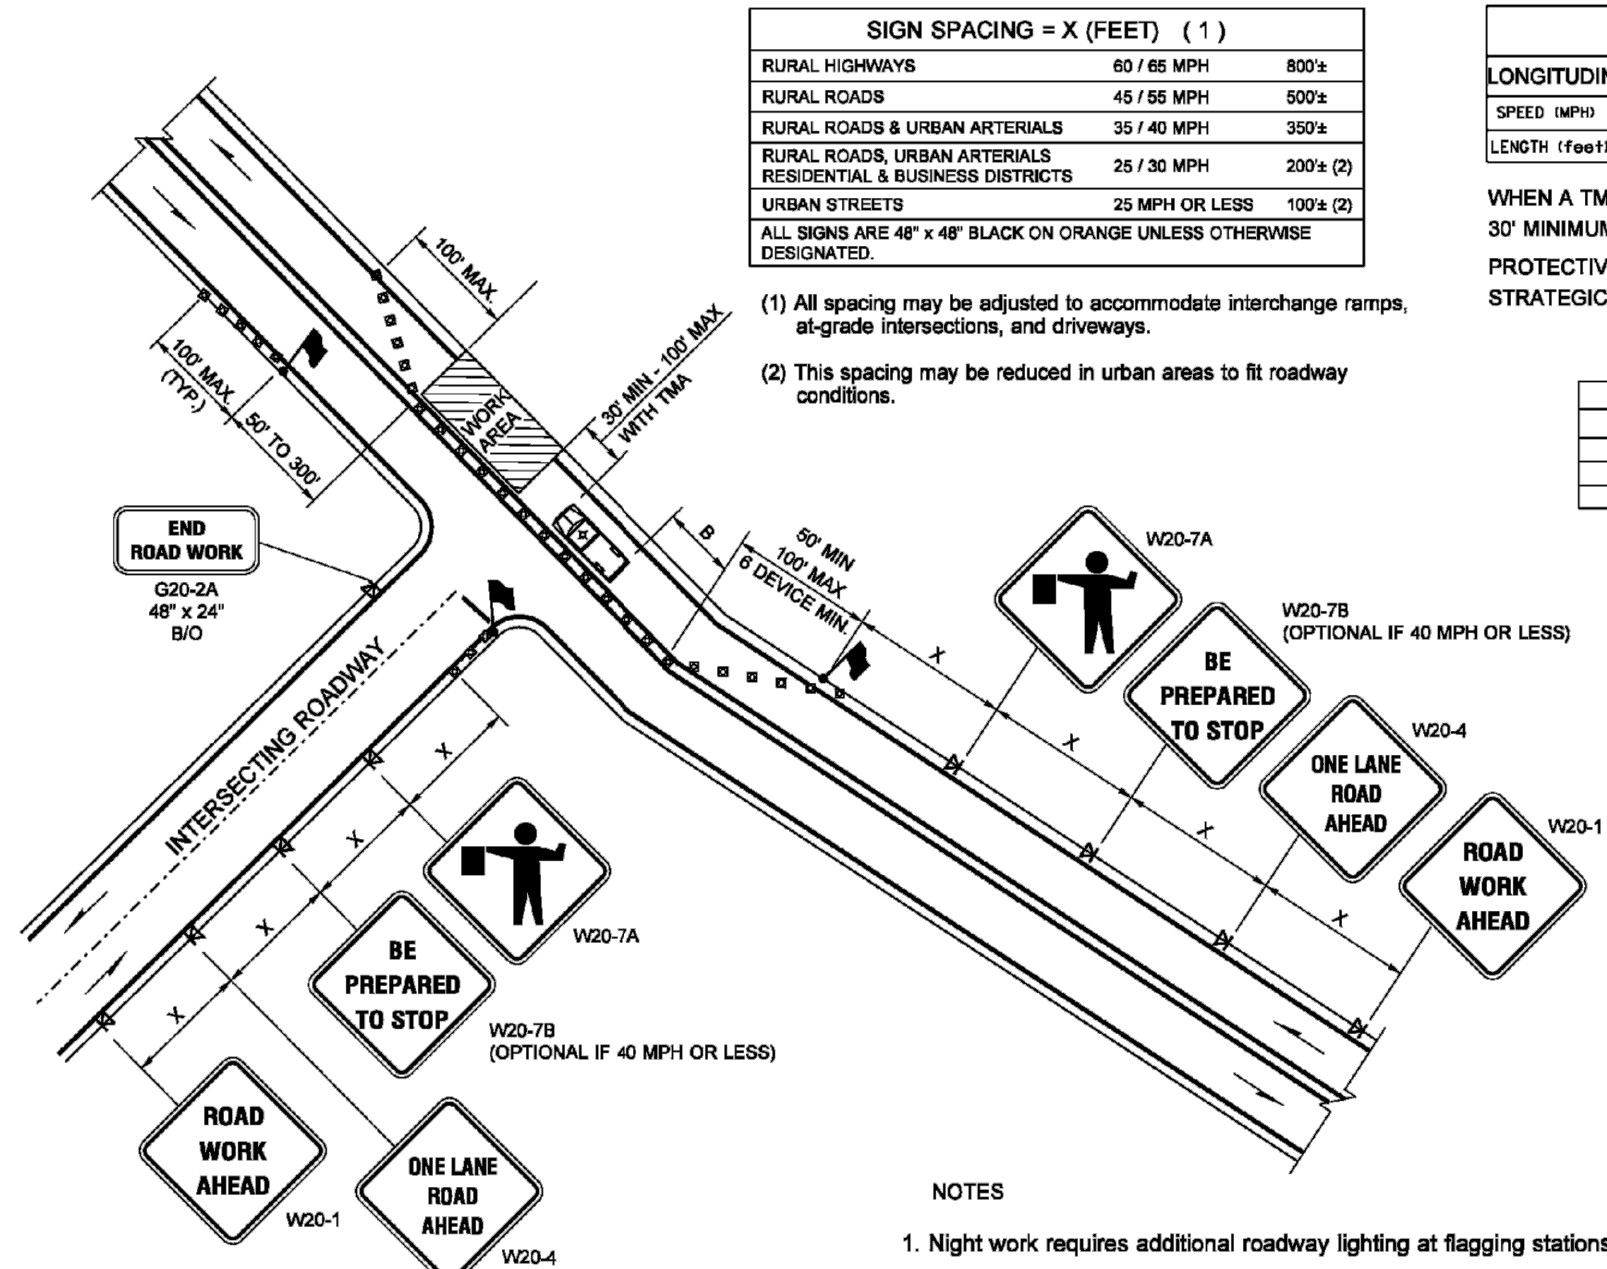 SIGN SPACING = X (FEET) ( 1 )
RURAL HIGHWAYS 60 / 65 MPH 800'±
RURAL ROADS 45 / 55 MPH 500'±
RURAL ROADS & URBAN ARTERIALS 35 / 40 MPH 350'±
RURAL ROADS, URBAN ARTERIALS
RESIDENTIAL & BUSINESS DISTRICTS 25 / 30 MPH 200'± (2)
URBAN STREETS 25 MPH OR LESS 100'± (2)
ALL SIGNS ARE 48" x 48" BLACK ON ORANGE UNLESS OTHERWISE
DESIGNATED.
(1) All spacing may be adjusted to accommodate interchange ramps,
at-grade intersections, and driveways.
(2) This spacing may be reduced in urban areas to fit roadway
conditions.
LONGITUDIN
SPEED (MPH)
LENGTH (feet)
WHEN A TM
30' MINIMUM
PROTECTIV
STRATEGIC
100' MAX.
100' MAX.
(TYP.)
50' TO 300'
WORK
AREA
30' MIN - 100' MAX
WITH TMA
B
50' MIN
100' MAX
6 DEVICE MIN.
END
ROAD WORK
G20-2A
48" x 24"
B/O
INTERSECTING ROADWAY
X
X
X
X
W20-7A
BE
PREPARED
TO STOP
W20-7B
(OPTIONAL IF 40 MPH OR LESS)
ONE LANE
ROAD
AHEAD
W20-4
ROAD
WORK
AHEAD
W20-1
X
X
X
X
W20-7A
BE
PREPARED
TO STOP
W20-7B
(OPTIONAL IF 40 MPH OR LESS)
ROAD
WORK
AHEAD
W20-1
ONE LANE
ROAD
AHEAD
W20-4
NOTES
1. Night work requires additional roadway lighting at flagging stations